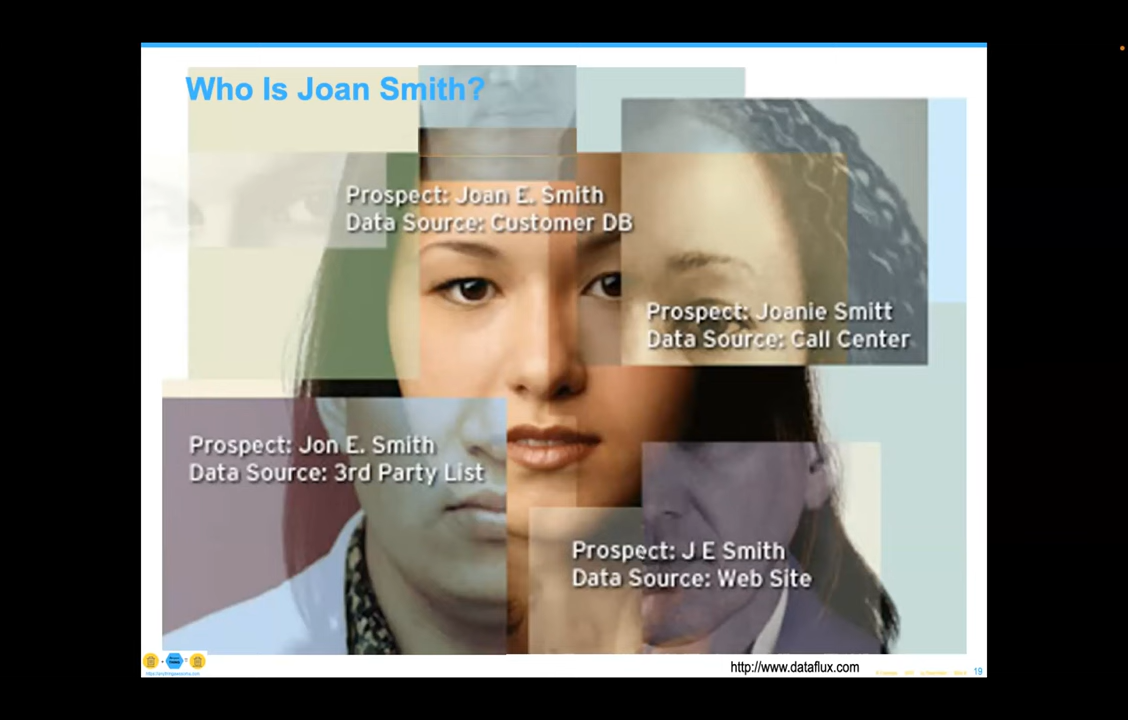 Who Is Joan Smith?
Prospect: Joan E. Smith
Data Source: Customer DB
Prospect: Joanie Smitt
Data Source: Call Center
Prospect: Jon E. Smith
Data Source: 3rd Party List
Prospect: J E Smith
Data Source: Web Site
http://www.dataflux.com
19